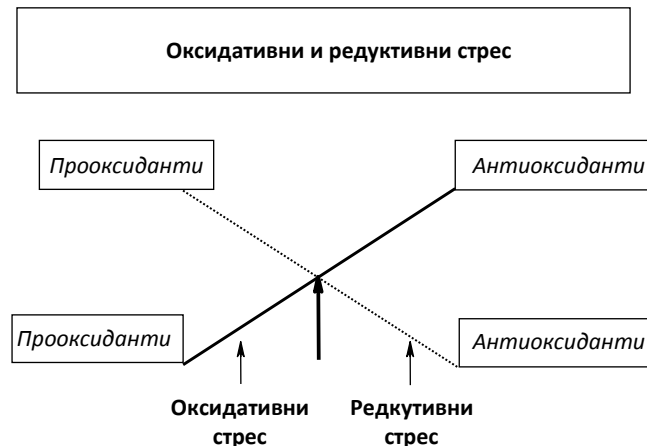 Оксидативни и редуктивни стрес
Прооксиданти
Антиоксиданти
Прооксиданти
Антиоксиданти
Оксидативни
стрес
Редкутивни
стрес